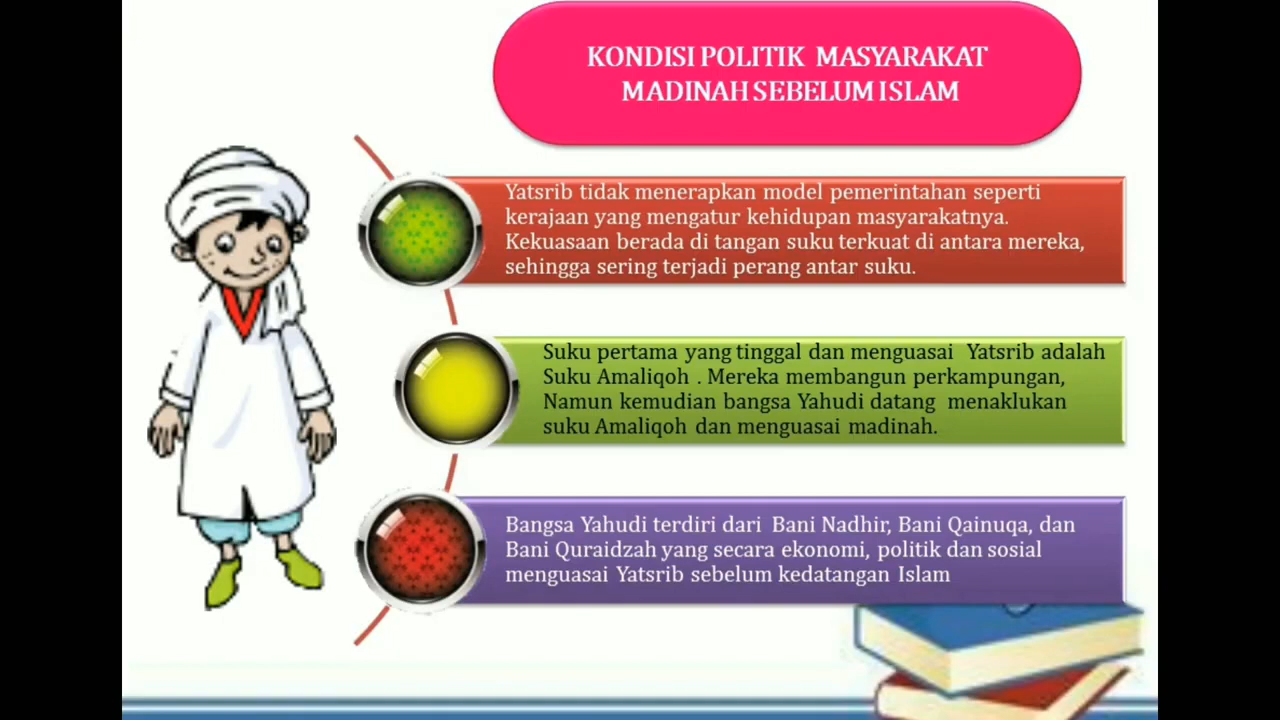 KONDISI POLITIK MASYARAKAT
MADINAH SEBELUM ISLAM
Yatsrib tidak menerapkan model pemerintahan seperti
kerajaan yang mengatur kehidupan masyarakatnya.
Kekuasaan berada di tangan suku terkuat di antara mereka,
sehingga sering terjadi perang antar suku.
Suku pertama yang tinggal dan menguasai Yatsrib adalah
Suku Amaliqoh . Mereka membangun perkampungan,
Namun kemudian bangsa Yahudi datang menaklukan
suku Amaliqoh dan menguasai madinah.
Bangsa Yahudi terdiri dari Bani Nadhir, Bani Qainuqa, dan
Bani Quraidzah yang secara ekonomi, politik dan sosial
menguasai Yatsrib sebelum kedatangan Islam